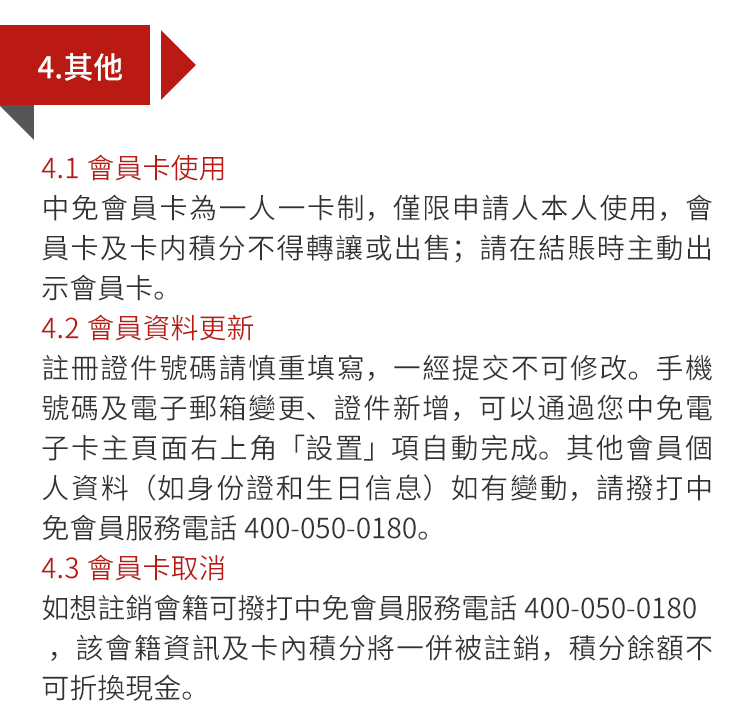 4.其他
4.1 會員卡使用
中免會員卡為一人一卡制，僅限申請人本人使用，會
員卡及卡内積分不得轉讓或出售；請在結賬時主動出
示會員卡。
4.2 會員資料更新
註冊證件號碼請慎重填寫，一經提交不可修改。手機
號碼及電子郵箱變更、證件新增，可以通過您中免電
子卡主頁面右上角「設置」項自動完成。其他會員個
人資料（如身份證和生日信息）如有變動，請撥打中
免會員服務電話 400-050-0180。
4.3 會員卡取消
如想註銷會籍可撥打中免會員服務電話 400-050-0180
，該會籍資訊及卡內積分將一併被註銷，積分餘額不
可折換現金。